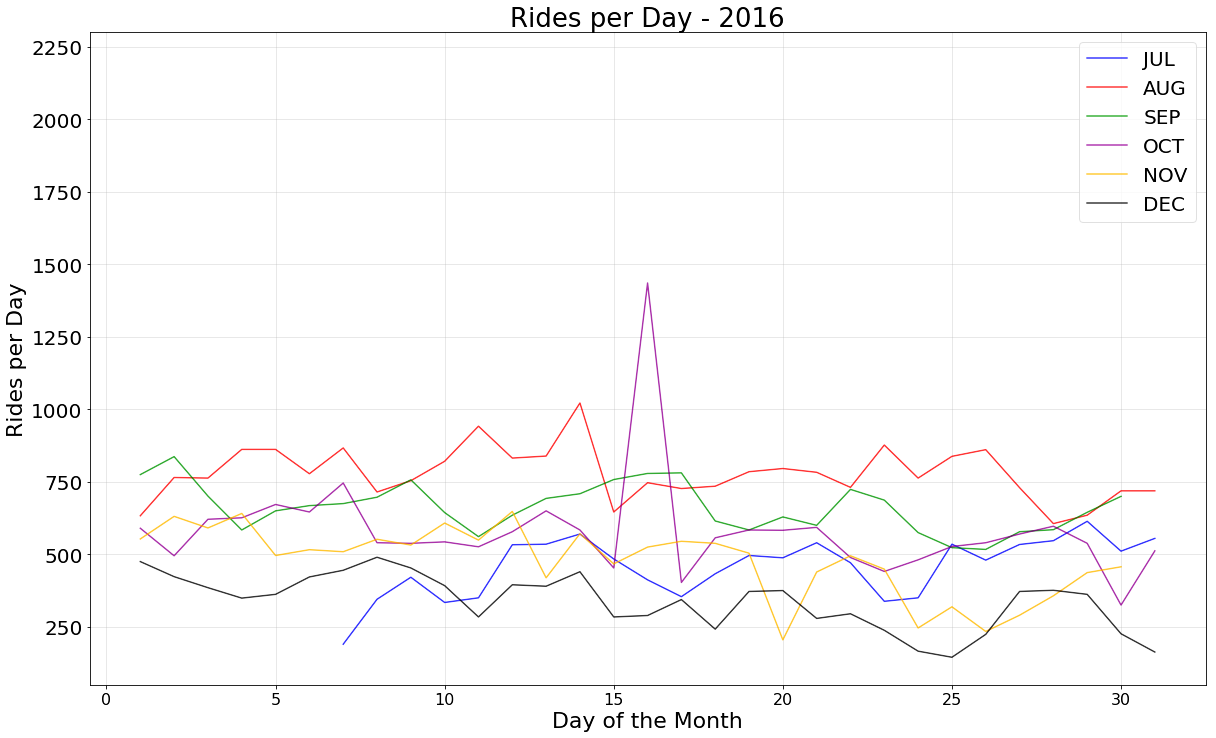 Rides per Day - 2016
2250
2000
1750
1500
1250
1000
750
500
250
Rides per Day
JUL
AUG
SEP
OCT
NOV
DEC
0 5 10 15 20 25 30
Day of the Month